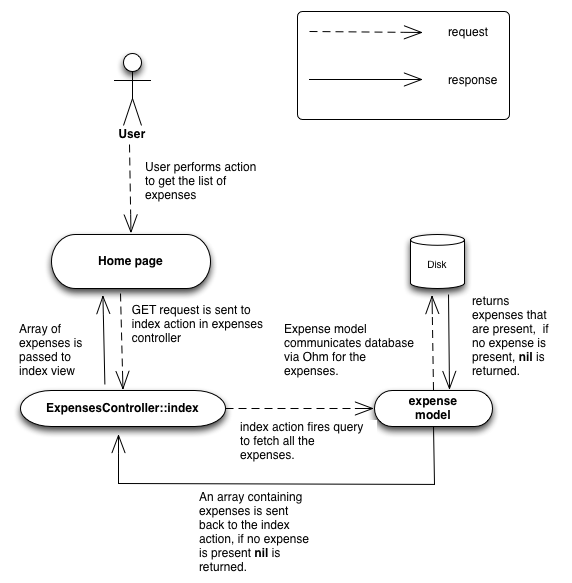 request
response
User
User performs action
to get the list of
expenses
Home page
Disk
Array of
expenses is
passed to
index view
GET request is sent to
index action in expenses
controller
Expense model
communicates database
via Ohm for the
expenses.
returns
expenses that
are present,  if
no expense is
present, nil is
returned.
ExpensesController::index
index action fires query
to fetch all the
expenses.
expense
model
An array containing
expenses is sent
back to the index
action, if no expense
is present nil is
returned.